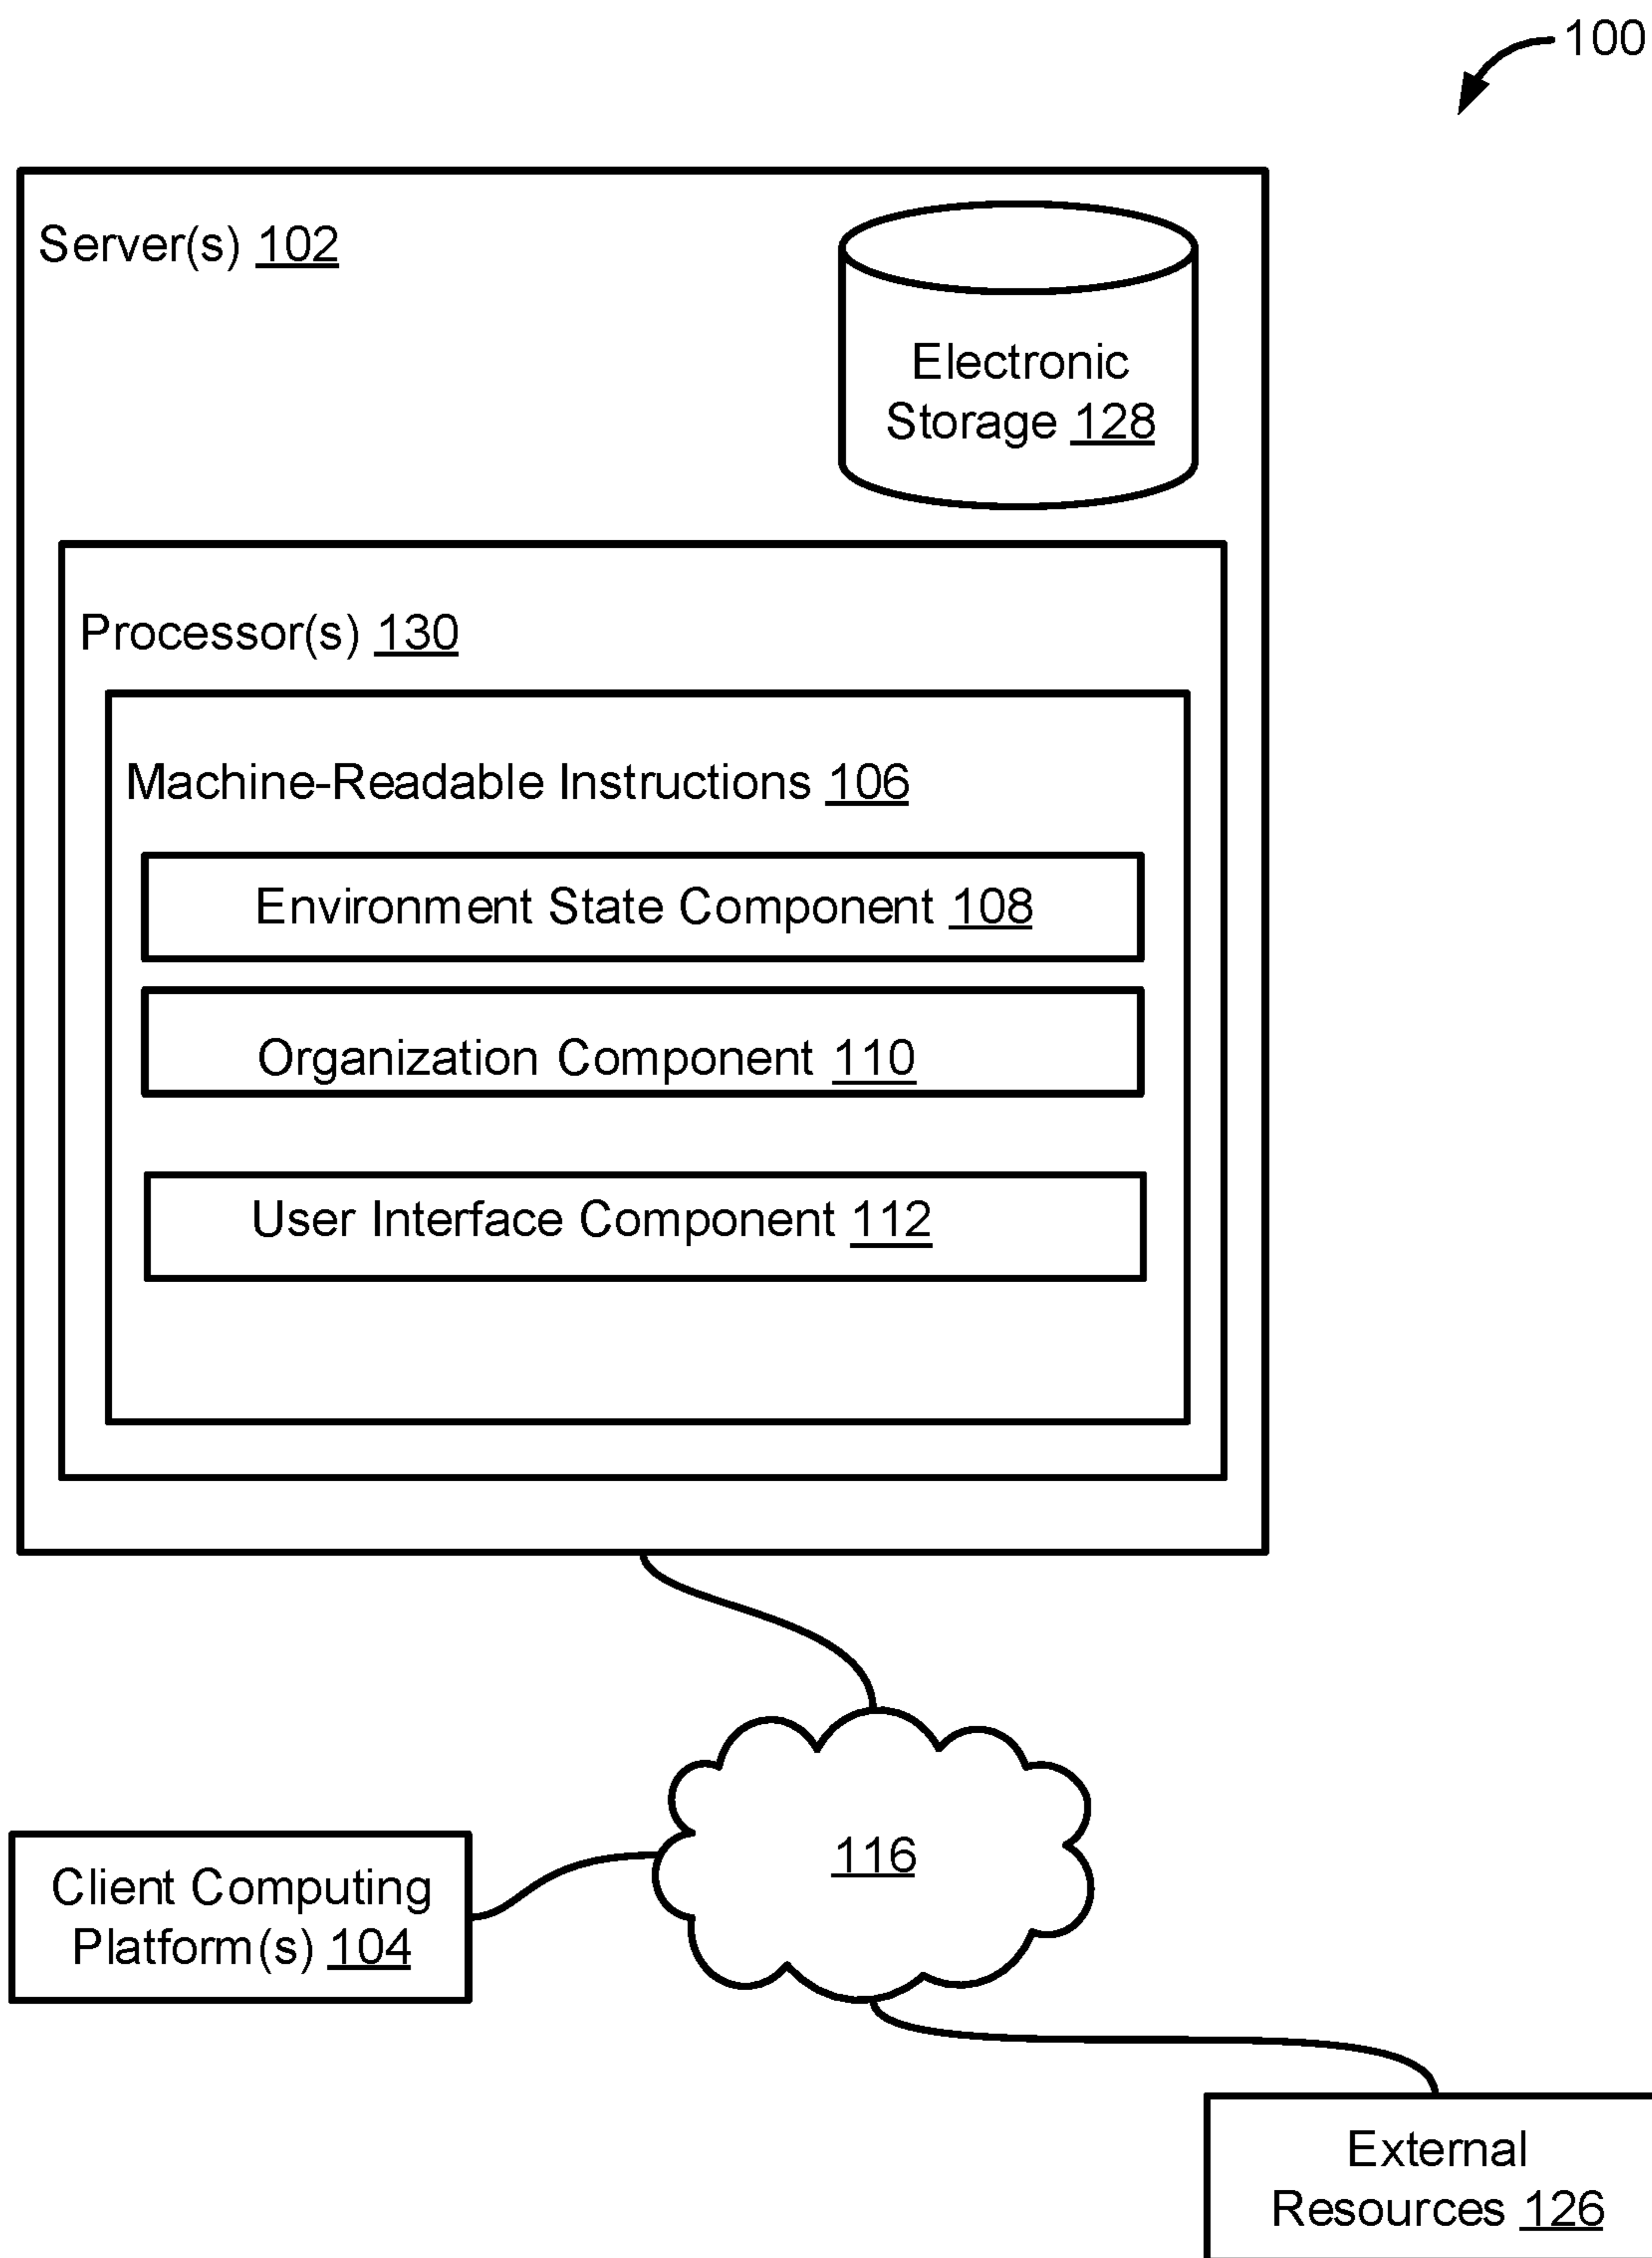 100
Server(s) 102
Electronic
Storage 128
Processor(s) 130
Machine-Readable Instructions 106
Environment State Component 108
Organization Component 110
User Interface Component 112
116
Client Computing
Platform(s) 104
External
Resources 126